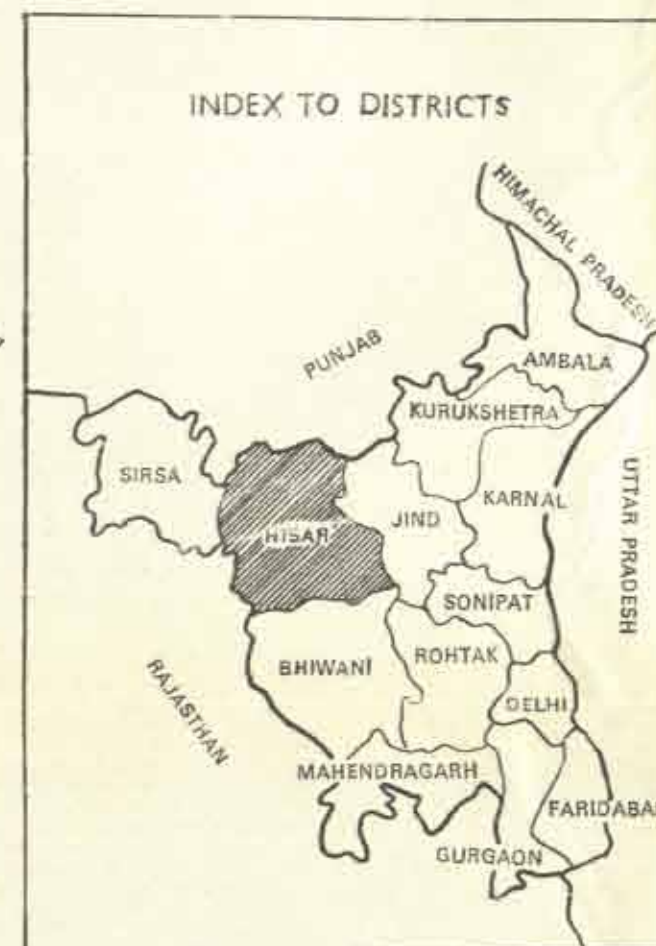 INDEX TO DISTRICTS
HIMACHAL PRADESH
PUNJAB
AMBALA
KURUKSHETRA
SIRSA
KARNAL
UTTAR PRADESH
HISAR
JIND
SONIPAT
BHIWANI
ROHTAK
RAJASTHAN
DELHI
MAHENDRAGARH
FARIDABA
GURGAON